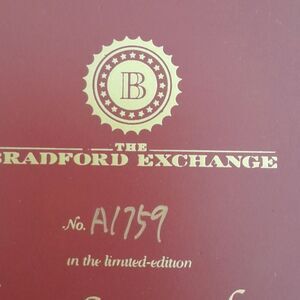 B
THE
BRADFORD EXCHANGE
No. A1759
in the limited-edition